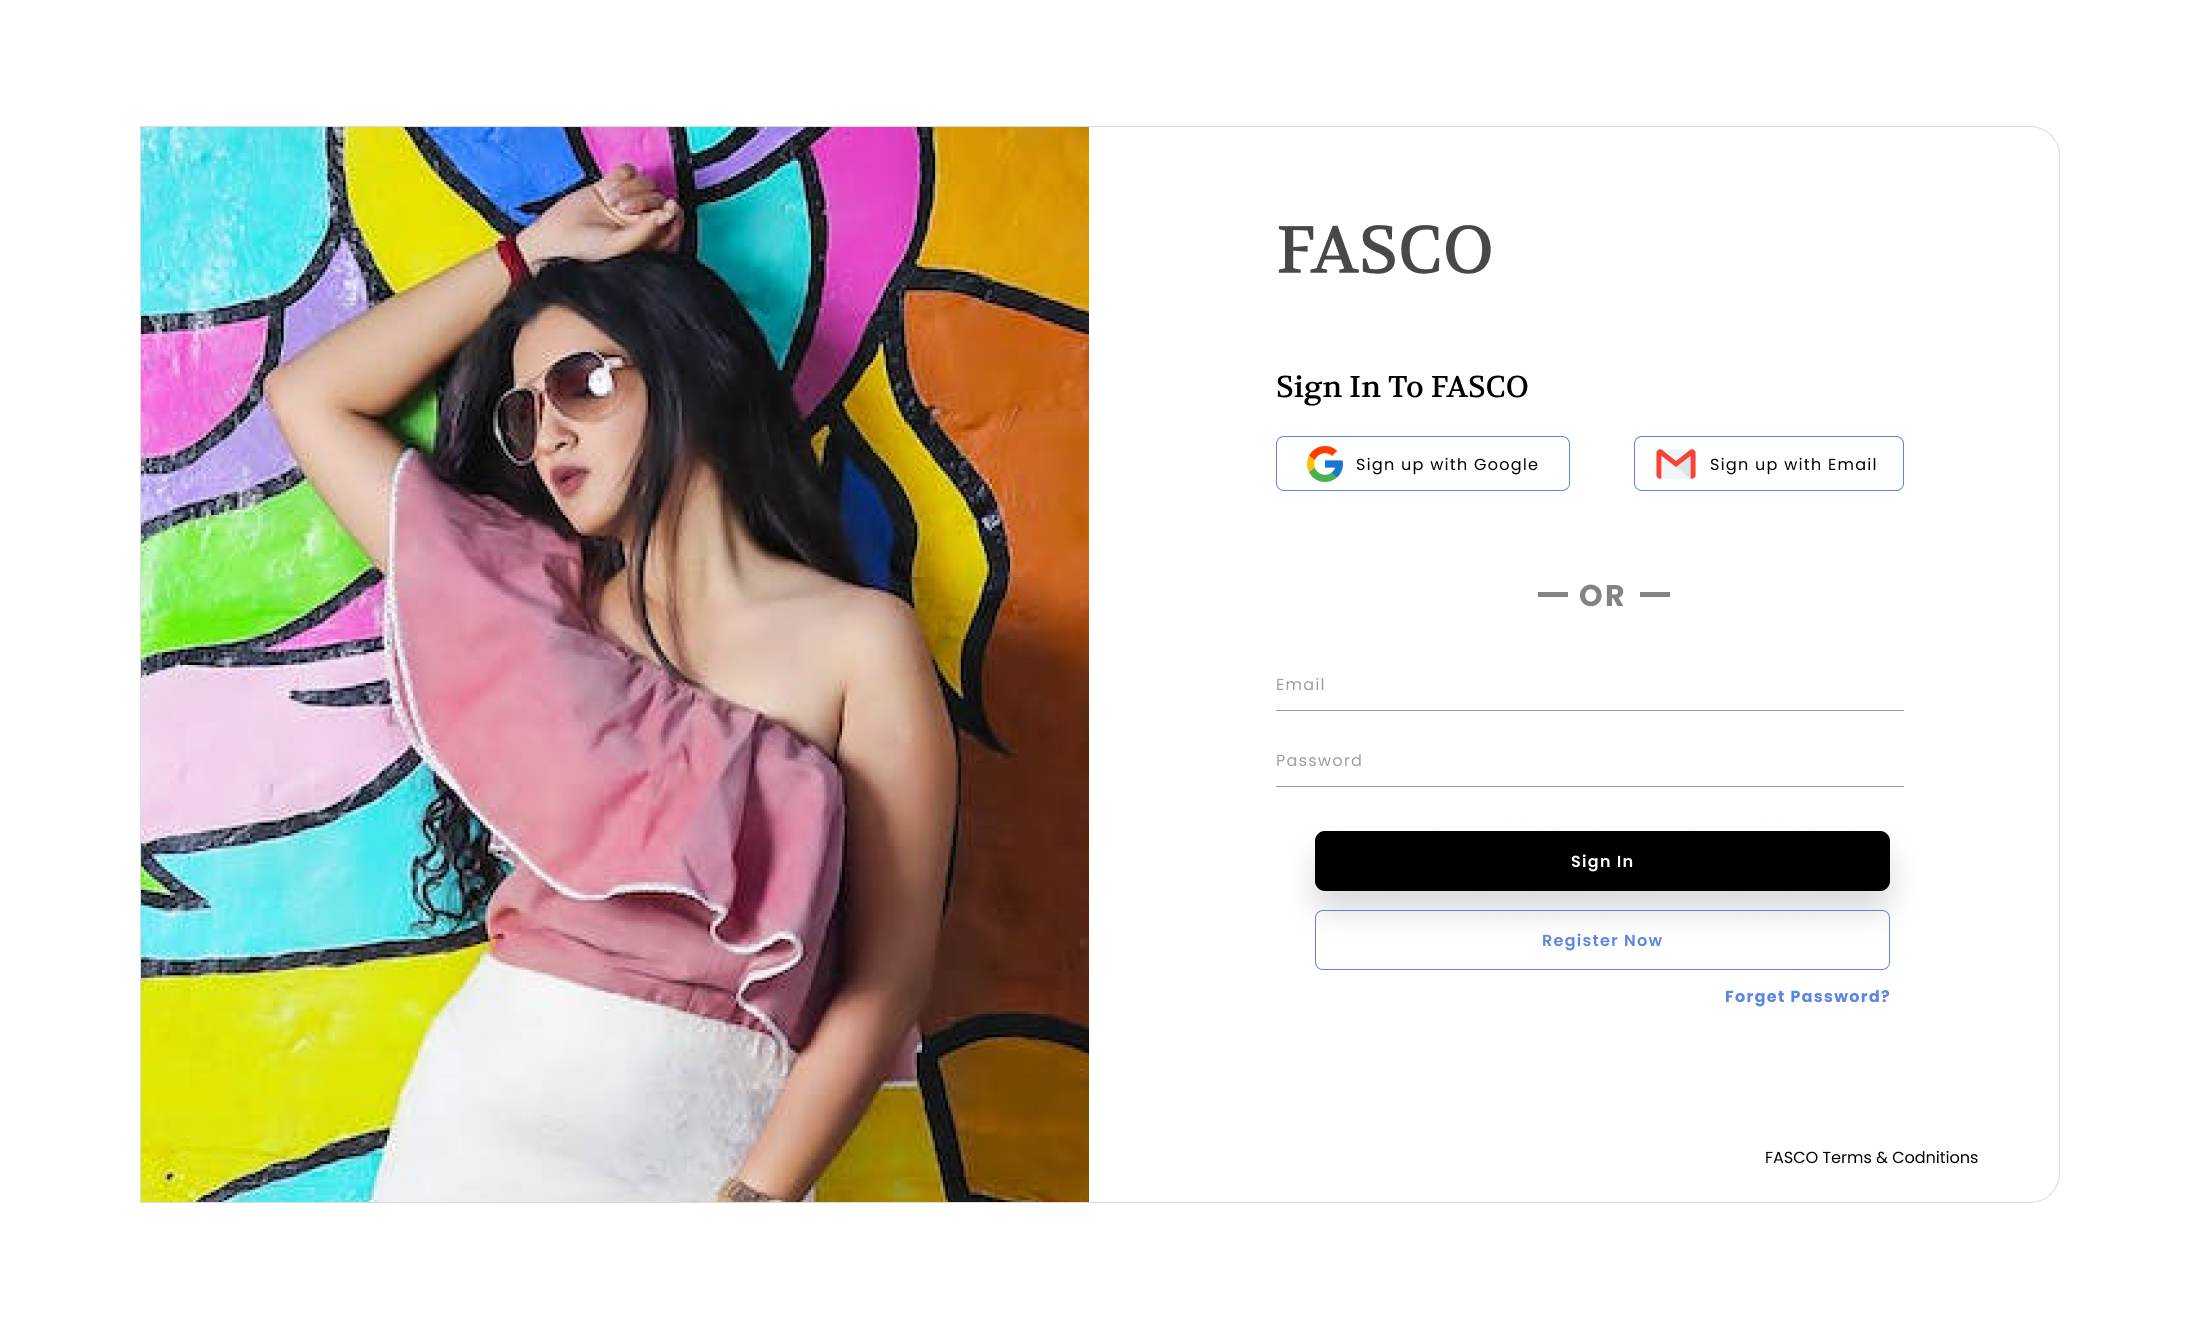 FASCO
Sign In To FASCO
Sign up with Google
Sign up with Email
OR
Email
Password
Sign In
Register Now
Forget Password?
FASCO Terms & Codnitions